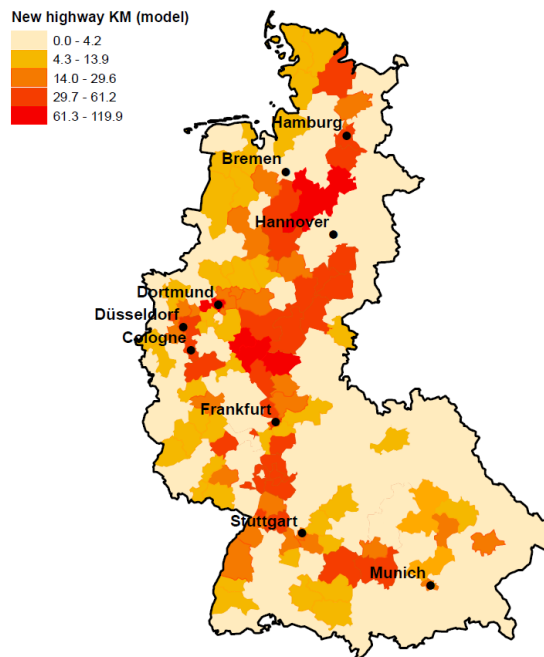 New highway KM (model)
0.0 - 4.2
4.3 - 13.9
14.0 - 29.6
29.7 - 61.2
61.3 - 119.9
Hamburg
Bremen
Hannover
Dortmund
Düsseldorf
Cologne
Frankfurt
Stuttgart
Munich